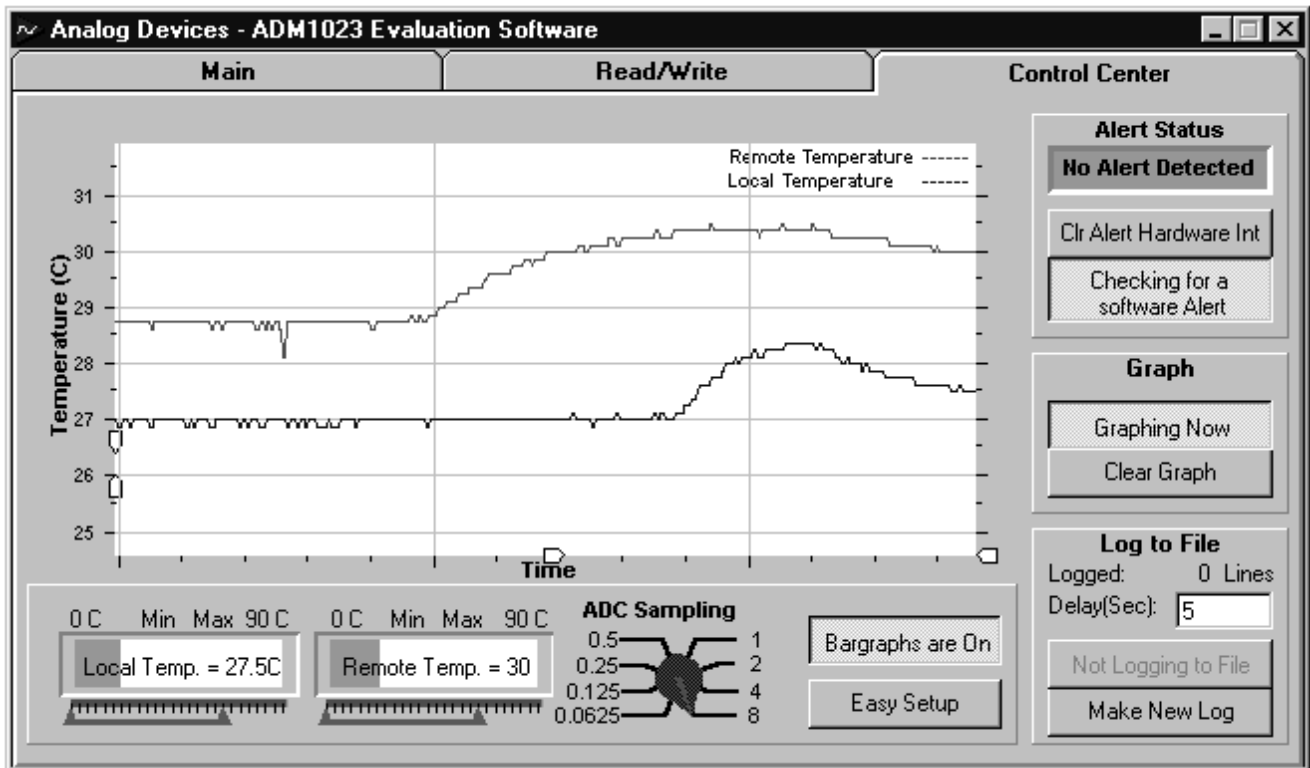 Analog Devices - ADM1023 Evaluation Software
Main
Read/Write
Control Center
Remote Temperature
Local Temperature
Temperature (C)
31
30
29
28
27
26
25
Time
Alert Status
No Alert Detected
Clr Alert Hardware Int
Checking for a
software Alert
Graph
Graphing Now
Clear Graph
Log to File
Logged: 0 Lines
Delay(Sec): 5
Not Logging to File
Make New Log
0 C Min Max 90 C
Local Temp. = 27.5C
0 C Min Max 90 C
Remote Temp. = 30
ADC Sampling
0.5 1
0.25 2
0.125 4
0.0625 8
Bargraphs are On
Easy Setup